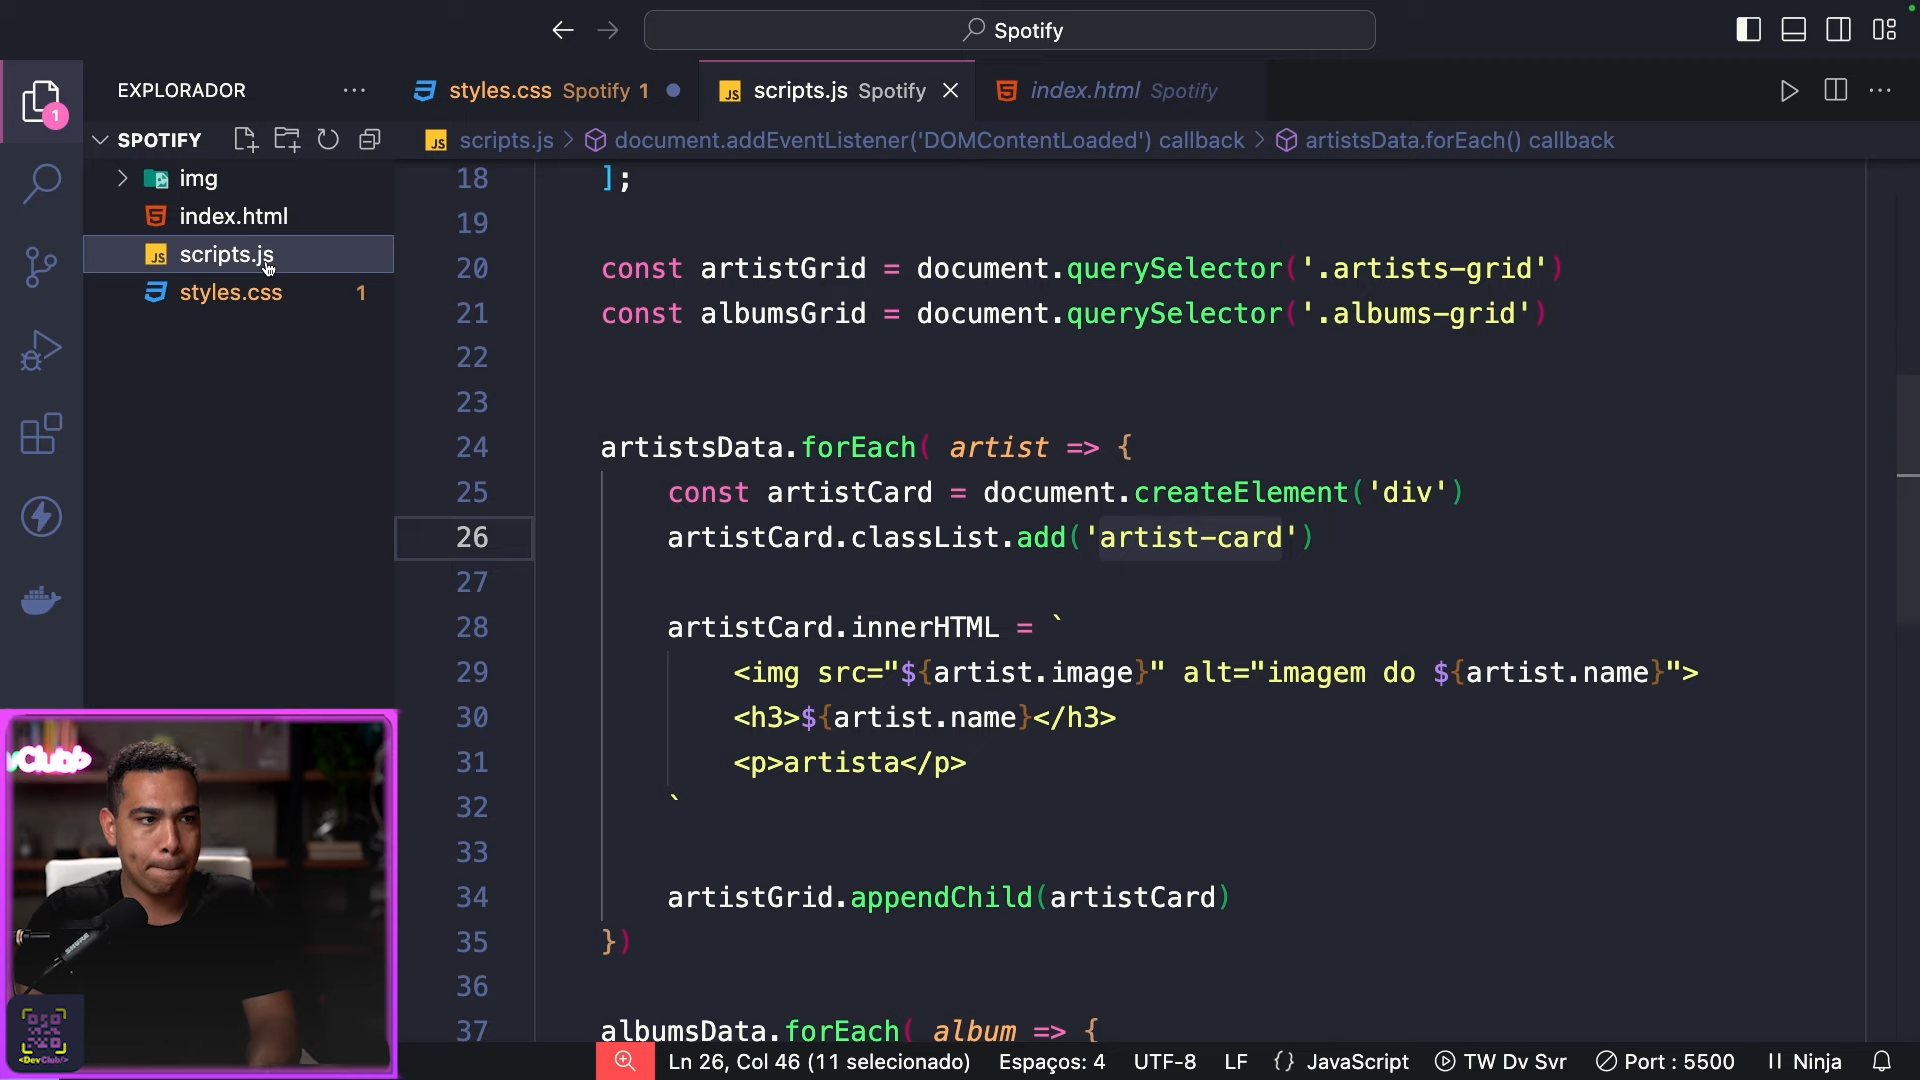 Spotify
EXPLORADOR
styles.css Spotify 1
scripts.js Spotify
index.html Spotify
1
SPOTIFY
scripts.js > document.addEventListener('DOMContentLoaded') callback > artistsData.forEach() callback
img
index.html
scripts.js
styles.css 1
18 ];
19
20 const artistGrid = document.querySelector('.artists-grid')
21 const albumsGrid = document.querySelector('.albums-grid')
22
23
24 artistsData.forEach( artist => {
25 const artistCard = document.createElement('div')
26 artistCard.classList.add('artist-card')
27
28 artistCard.innerHTML = `
29 <img src="${artist.image}" alt="imagem do ${artist.name}">
30 <h3>${artist.name}</h3>
31 <p>artista</p>
32 `
33
34 artistGrid.appendChild(artistCard)
35 })
36
37 albumsData.forEach( album => {
Club/>
<DevClub/>
Ln 26, Col 46 (11 selecionado) Espaços: 4 UTF-8 LF {} JavaScript TW Dv Svr Port : 5500 Ninja